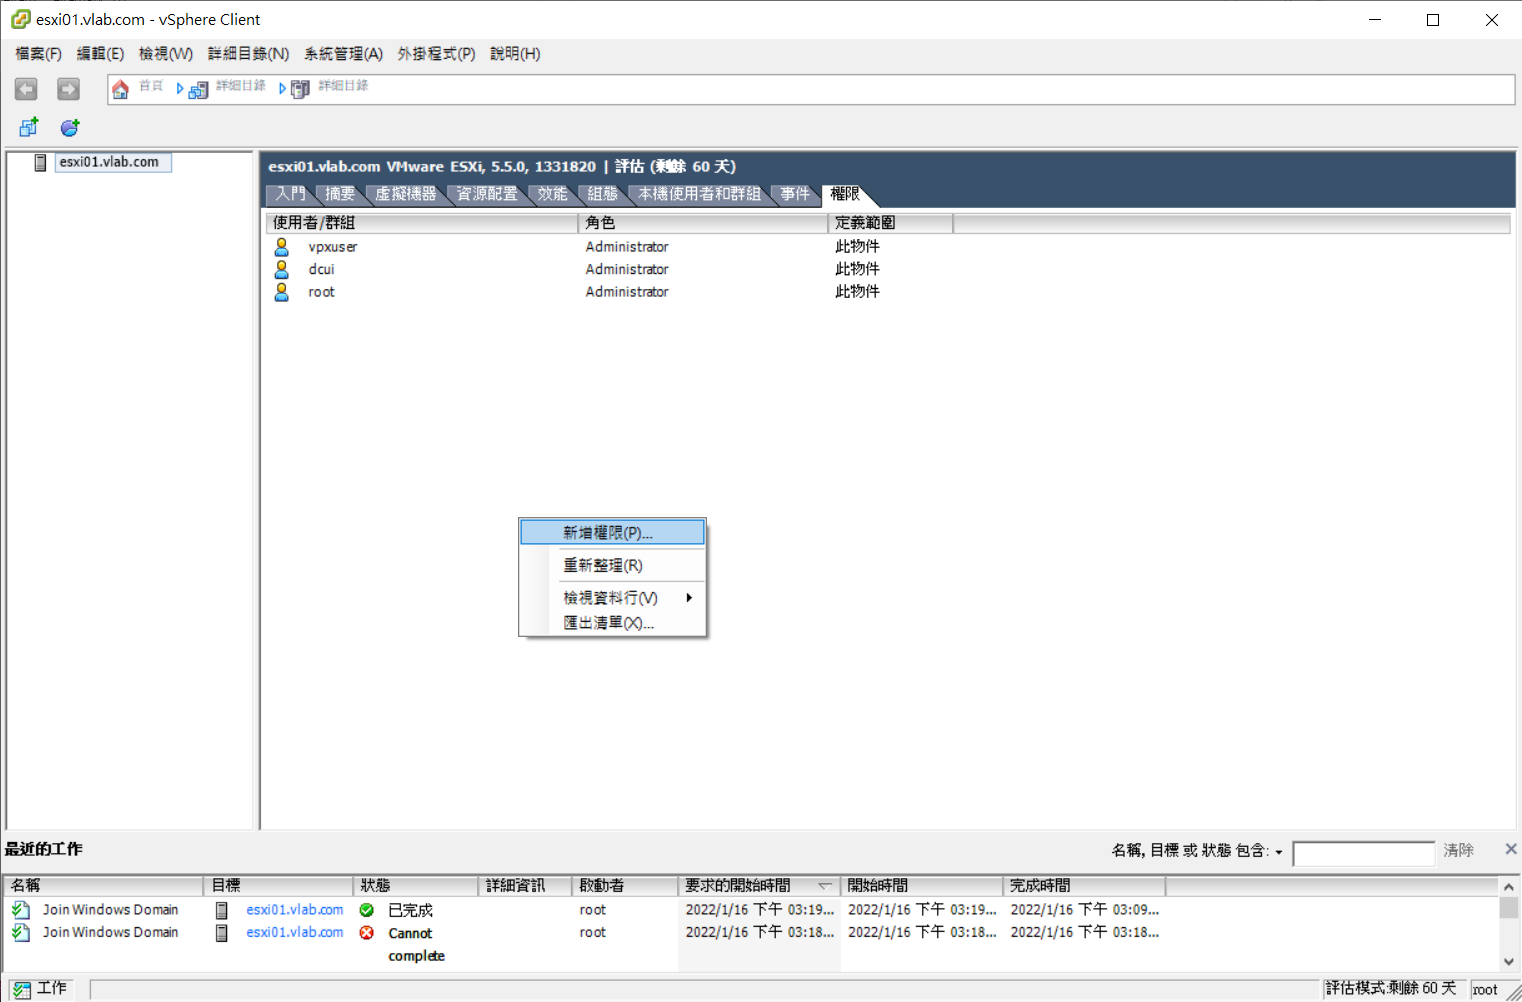 esxi01.vlab.com - vSphere Client
檔案(F) 編輯(E) 檢視(W) 詳細目錄(N) 系統管理(A) 外掛程式(P) 說明(H)
首頁 詳細目錄 詳細目錄
esxi01.vlab.com
esxi01.vlab.com VMware ESXi, 5.5.0, 1331820 | 評估 (剩餘 60 天)
入門 摘要 虛擬機器 資源配置 效能 組態 本機使用者和群組 事件 權限
使用者/群組 角色 定義範圍
vpxuser Administrator 此物件
dcui Administrator 此物件
root Administrator 此物件
新增權限(P)...
重新整理(R)
檢視資料行(V)
匯出清單(X)...
最近的工作 名稱, 目標 或 狀態 包含: 清除
名稱 目標 狀態 詳細資訊 啟動者 要求的開始時間 開始時間 完成時間
Join Windows Domain esxi01.vlab.com 已完成 root 2022/1/16 下午 03:19... 2022/1/16 下午 03:19... 2022/1/16 下午 03:09...
Join Windows Domain esxi01.vlab.com Cannot root 2022/1/16 下午 03:18... 2022/1/16 下午 03:18... 2022/1/16 下午 03:18...
complete
工作 評估模式:剩餘 60 天 root